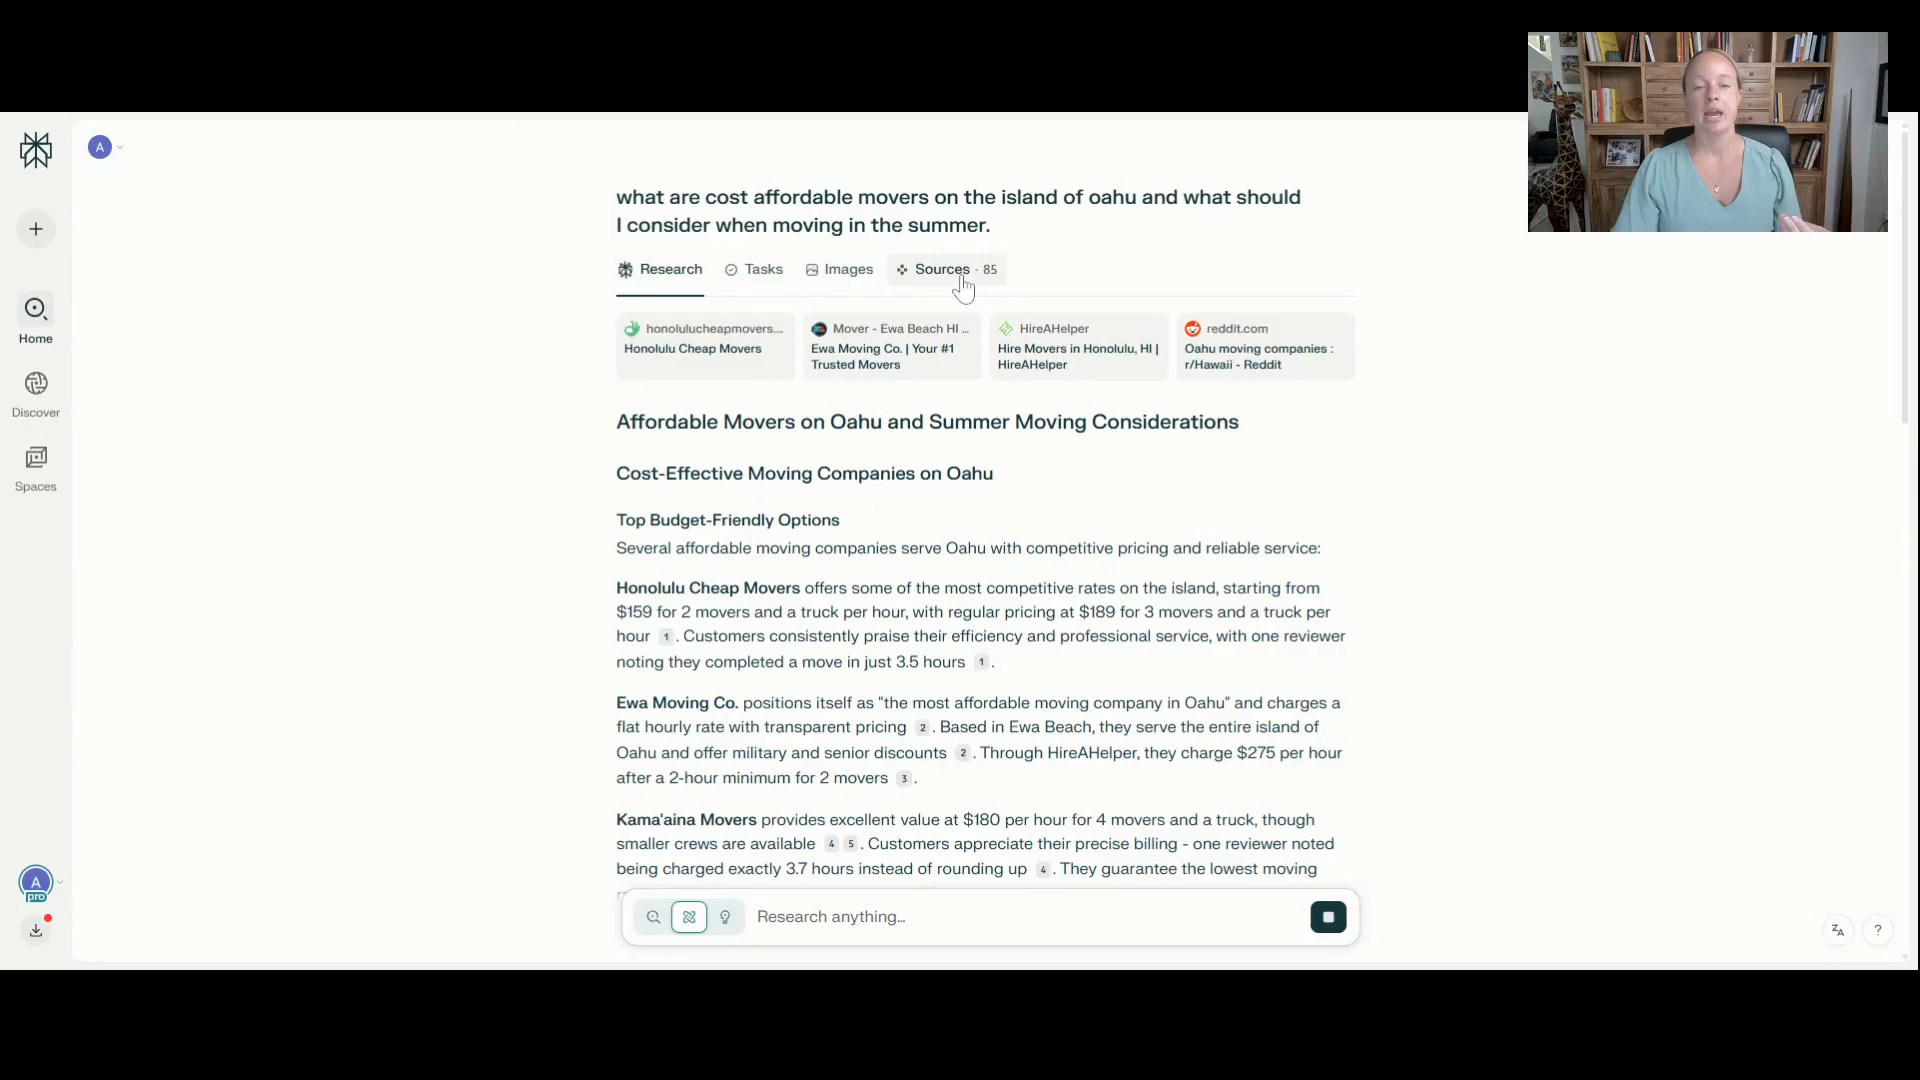 A
what are cost affordable movers on the island of oahu and what should
I consider when moving in the summer.
Research
Tasks
Images
Sources · 85
honolulucheapmovers....
Honolulu Cheap Movers
Mover - Ewa Beach HI ...
Ewa Moving Co. | Your #1
Trusted Movers
HireAHelper
Hire Movers in Honolulu, HI |
HireAHelper
reddit.com
Oahu moving companies :
r/Hawaii - Reddit
Home
Discover
Spaces
Affordable Movers on Oahu and Summer Moving Considerations
Cost-Effective Moving Companies on Oahu
Top Budget-Friendly Options
Several affordable moving companies serve Oahu with competitive pricing and reliable service:
Honolulu Cheap Movers offers some of the most competitive rates on the island, starting from
$159 for 2 movers and a truck per hour, with regular pricing at $189 for 3 movers and a truck per
hour 1 . Customers consistently praise their efficiency and professional service, with one reviewer
noting they completed a move in just 3.5 hours 1 .
Ewa Moving Co. positions itself as "the most affordable moving company in Oahu" and charges a
flat hourly rate with transparent pricing 2 . Based in Ewa Beach, they serve the entire island of
Oahu and offer military and senior discounts 2 . Through HireAHelper, they charge $275 per hour
after a 2-hour minimum for 2 movers 3 .
Kama'aina Movers provides excellent value at $180 per hour for 4 movers and a truck, though
smaller crews are available 4 5 . Customers appreciate their precise billing - one reviewer noted
being charged exactly 3.7 hours instead of rounding up 4 . They guarantee the lowest moving
A
pro
Research anything...
?